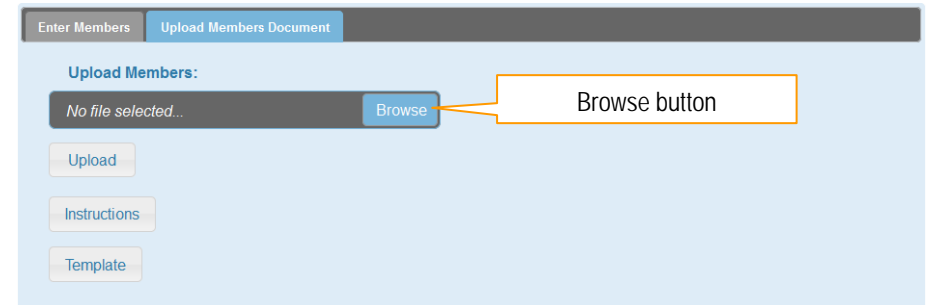 Enter Members Upload Members Document
Upload Members:
No file selected... Browse
Browse button
Upload
Instructions
Template